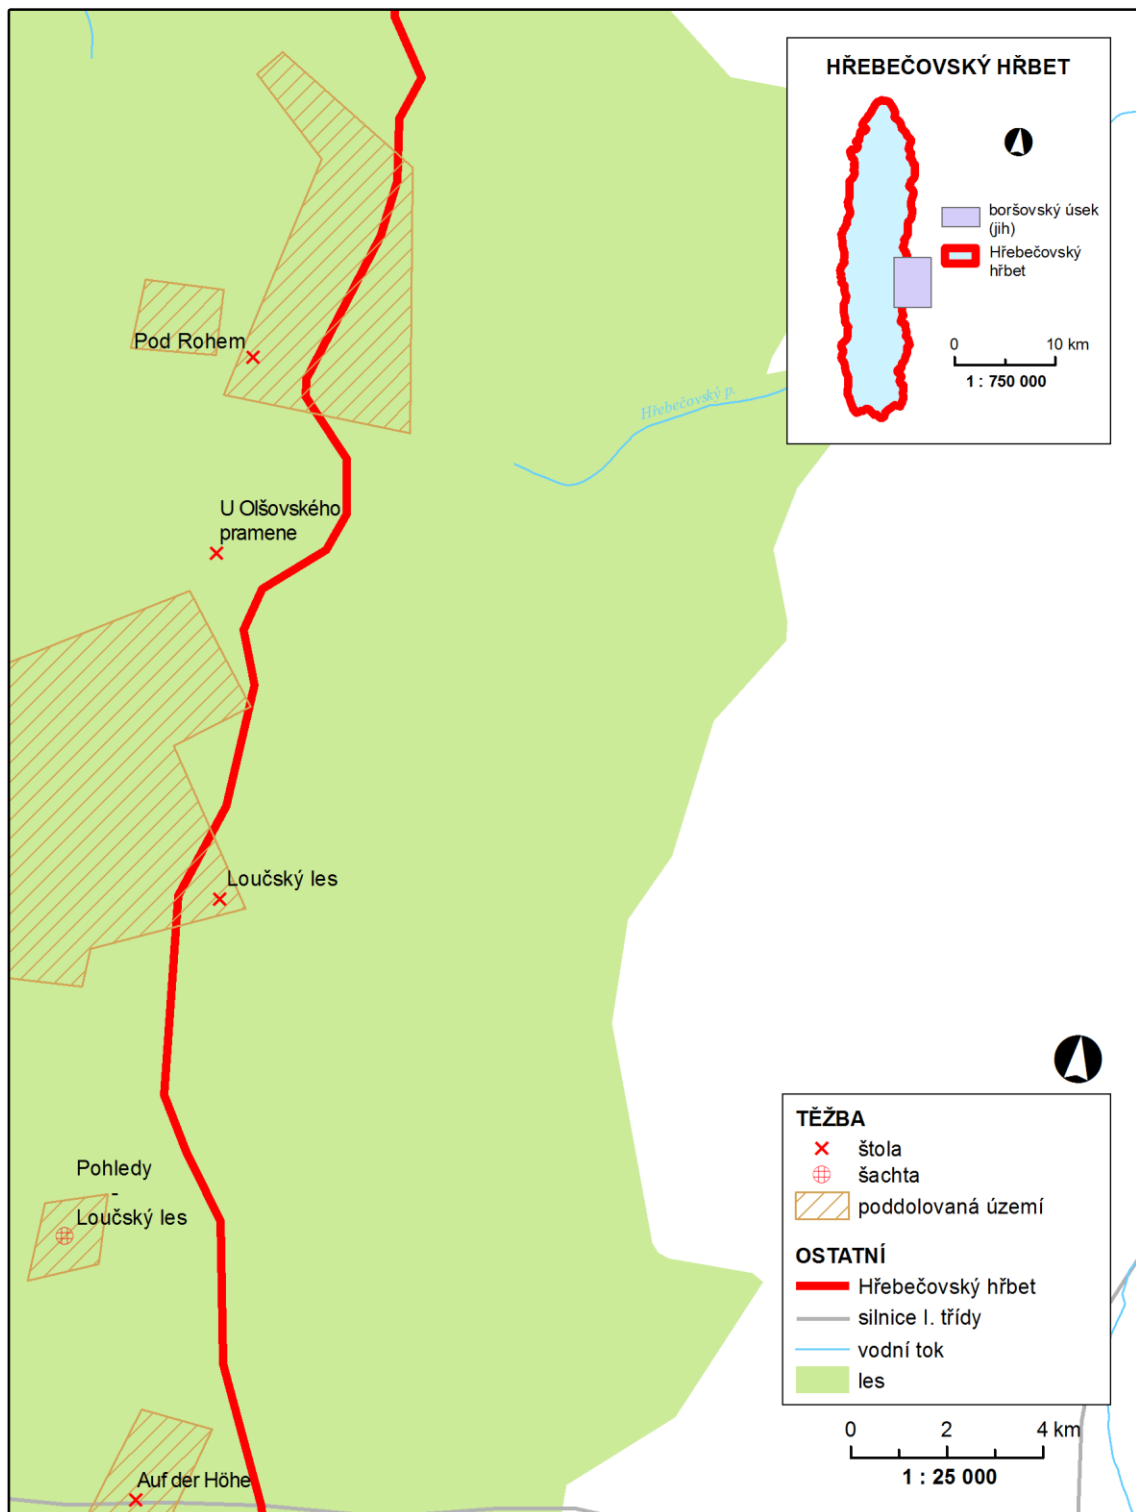 HŘEBEČOVSKÝ HŘBET
boršovský úsek
(jih)
Hřebečovský
hřbet
0 10 km
1 : 750 000
Pod Rohem
Hřebečovský p.
U Olšovského
pramene
Loučský les
Pohledy
-
Loučský les
Auf der Höhe
TĚŽBA
štola
šachta
poddolovaná území
OSTATNÍ
Hřebečovský hřbet
silnice I. třídy
vodní tok
les
0 2 4 km
1 : 25 000